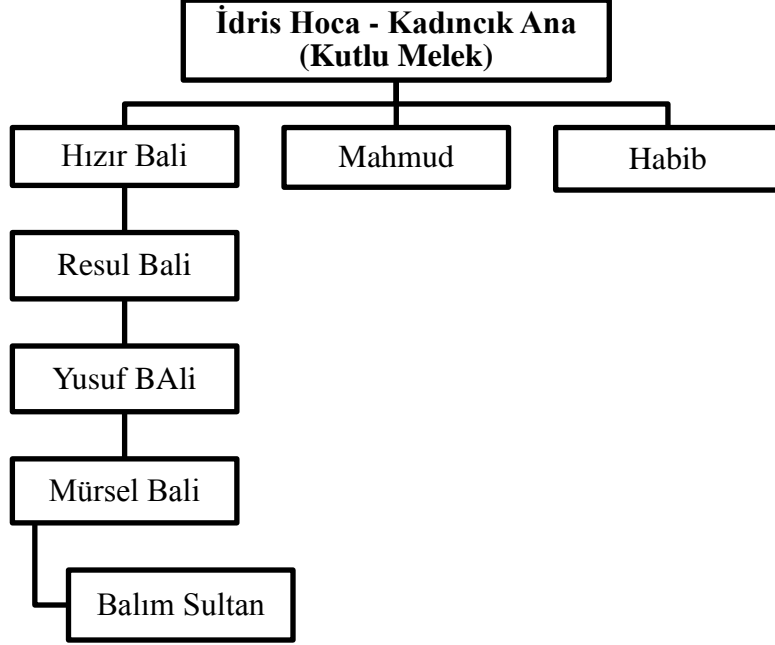 İdris Hoca - Kadıncık Ana
(Kutlu Melek)
Hızır Bali
Mahmud
Habib
Resul Bali
Yusuf BAli
Mürsel Bali
Balım Sultan